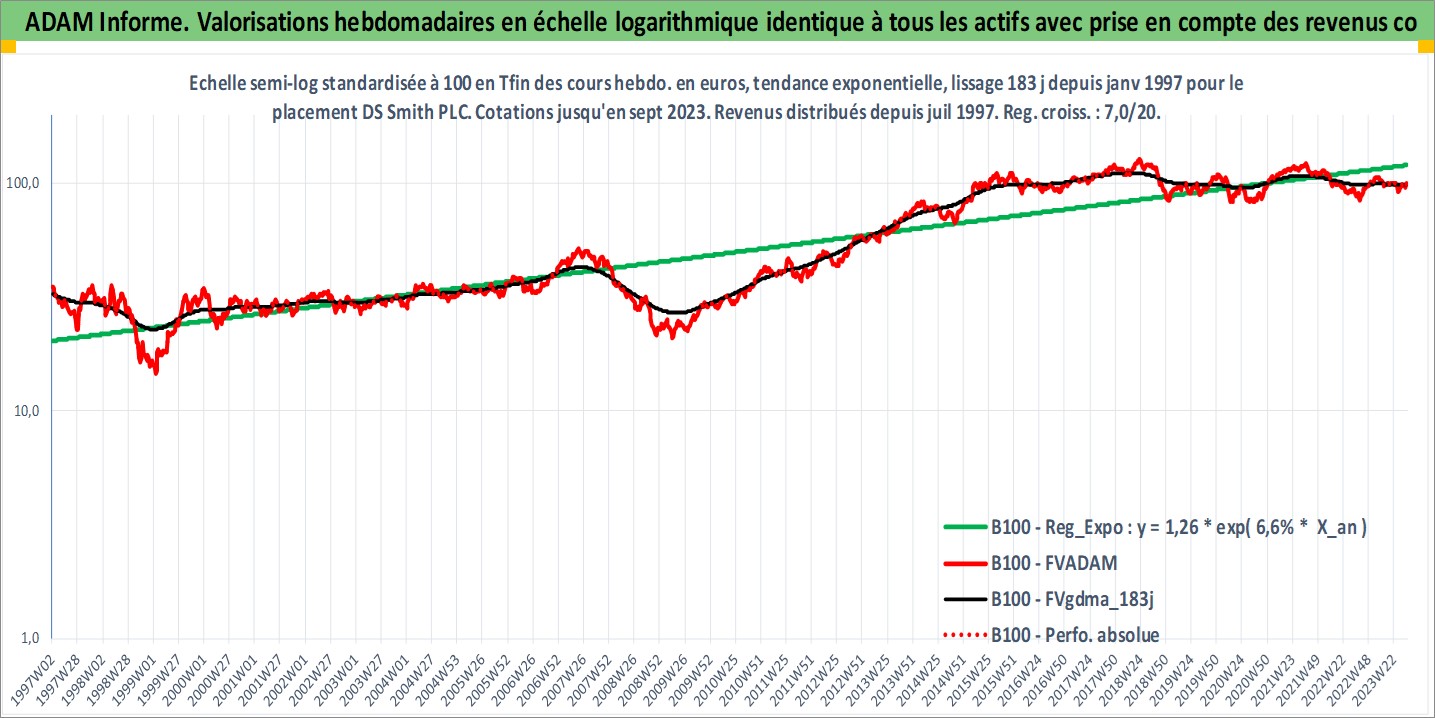 ADAM Informe. Valorisations hebdomadaires en échelle logarithmique identique à tous les actifs avec prise en compte des revenus co
Echelle semi-log standardisée à 100 en Tfin des cours hebdo. en euros, tendance exponentielle, lissage 183 j depuis janv 1997 pour le
placement DS Smith PLC. Cotations jusqu'en sept 2023. Revenus distribués depuis juil 1997. Reg. croiss. : 7,0/20.
100,0
10,0
1,0
B100 - Reg_Expo : y = 1,26 * exp( 6,6% * X_an )
B100 - FVADAM
B100 - FVgdma_183j
B100 - Perfo. absolue
1997W02 1997W28 1998W02 1998W28 1999W01 1999W27 2000W01 2000W27 2001W01 2001W27 2002W01 2002W27 2003W01 2003W27 2004W01 2004W27 2004W53 2005W26 2005W52 2006W26 2006W52 2007W26 2007W52 2008W26 2008W52 2009W26 2009W52 2010W25 2010W51 2011W25 2011W51 2012W25 2012W51 2013W25 2013W51 2014W25 2014W51 2015W25 2015W51 2016W24 2016W50 2017W24 2017W50 2018W24 2018W50 2019W24 2019W50 2020W24 2020W50 2021W23 2021W49 2022W22 2022W48 2023W22